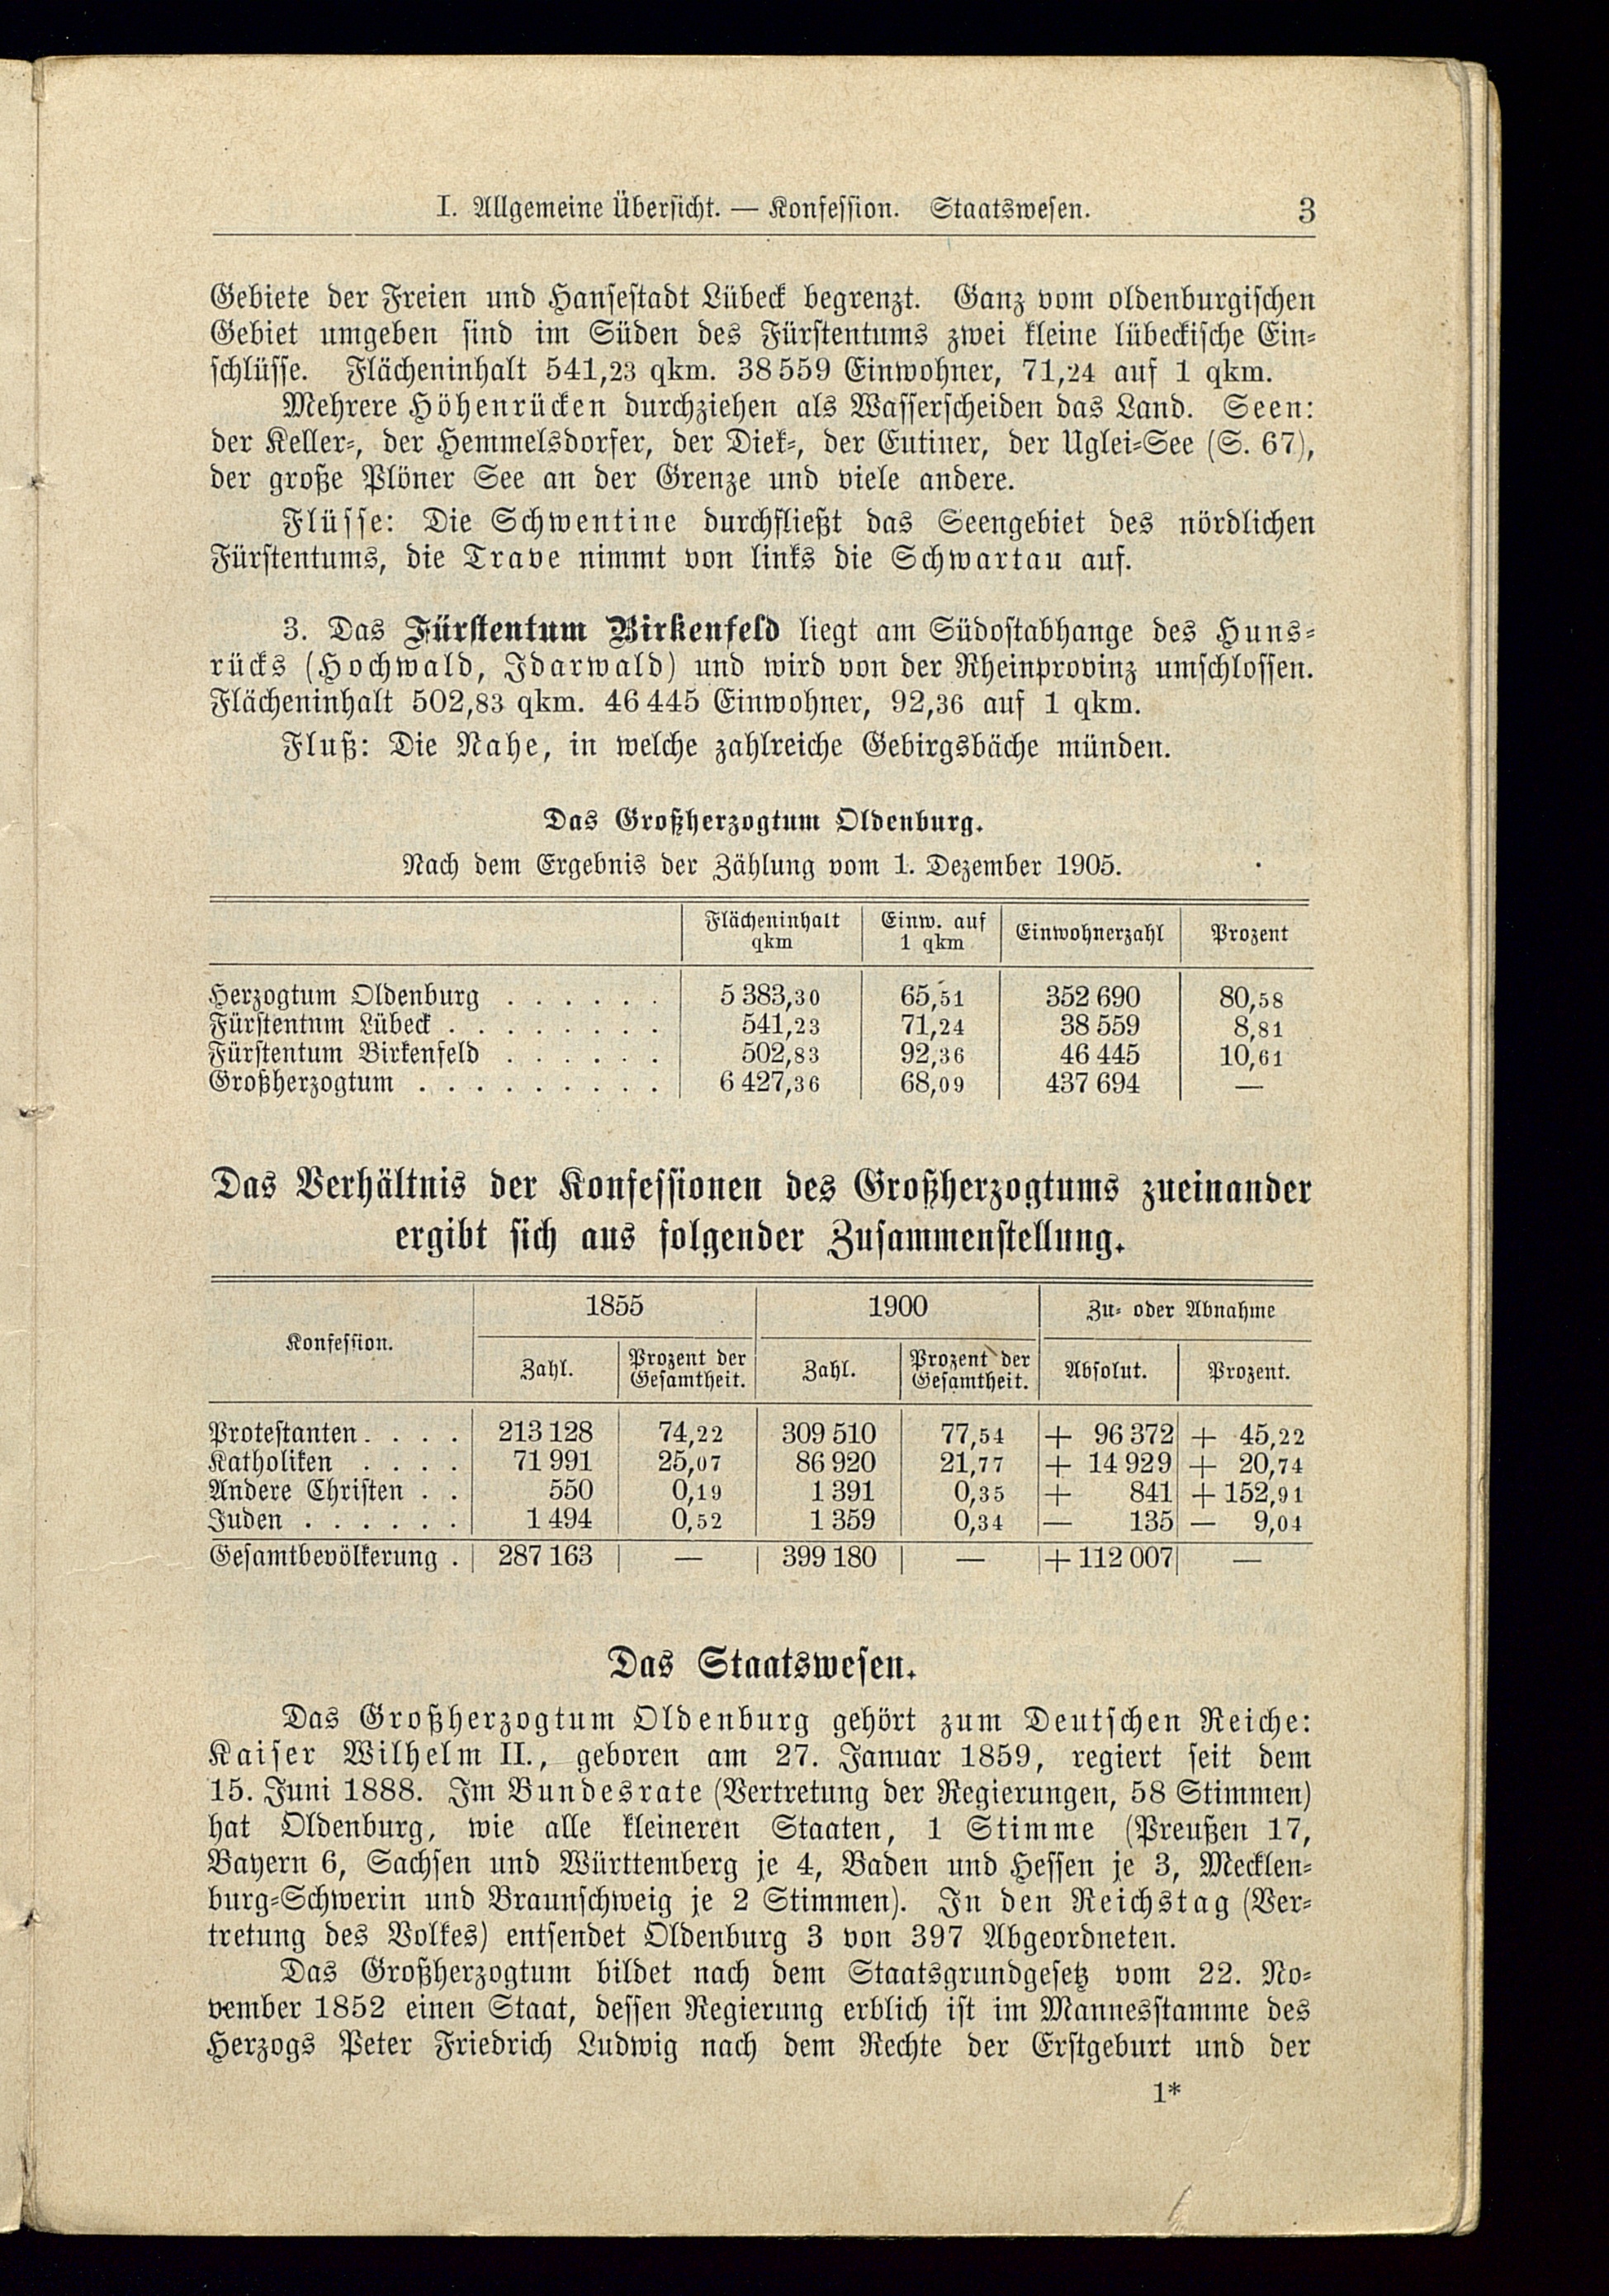 I. Allgemeine Übersicht. — Konfession. Staatswesen. 3
Gebiete der Freien und Hansestadt Lübeck begrenzt. Ganz vom oldenburgischen
Gebiet umgeben sind im Süden des Fürstentums zwei kleine lübeckische Ein-
schlüsse. Flächeninhalt 541,23 qkm. 38 559 Einwohner, 71,24 auf 1 qkm.
Mehrere Höhenrücken durchziehen als Wasserscheiden das Land. Seen:
der Keller-, der Hemmelsdorfer, der Diek-, der Eutiner, der Uglei-See (S. 67),
der große Plöner See an der Grenze und viele andere.
Flüsse: Die Schwentine durchfließt das Seengebiet des nördlichen
Fürstentums, die Trave nimmt von links die Schwartau auf.
3. Das Fürstentum Birkenfeld liegt am Südostabhange des Huns-
rücks (Hochwald, Idarwald) und wird von der Rheinprovinz umschlossen.
Flächeninhalt 502,83 qkm. 46 445 Einwohner, 92,36 auf 1 qkm.
Fluß: Die Nahe, in welche zahlreiche Gebirgsbäche münden.
Das Großherzogtum Oldenburg.
Nach dem Ergebnis der Zählung vom 1. Dezember 1905.
Flächeninhalt qkm Einw. auf 1 qkm Einwohnerzahl Prozent
Herzogtum Oldenburg . . . . . . 5 383,30 65,51 352 690 80,58
Fürstentum Lübeck . . . . . . . . 541,23 71,24 38 559 8,81
Fürstentum Birkenfeld . . . . . . 502,83 92,36 46 445 10,61
Großherzogtum . . . . . . . . . 6 427,36 68,09 437 694 —
Das Verhältnis der Konfessionen des Großherzogtums zueinander
ergibt sich aus folgender Zusammenstellung.
Konfession. 1855 1900 Zu- oder Abnahme
Zahl. Prozent der Gesamtheit. Zahl. Prozent der Gesamtheit. Absolut. Prozent.
Protestanten . . . . 213 128 74,22 309 510 77,54 + 96 372 + 45,22
Katholiken . . . . 71 991 25,07 86 920 21,77 + 14 929 + 20,74
Andere Christen . . 550 0,19 1 391 0,35 + 841 + 152,91
Juden . . . . . . 1 494 0,52 1 359 0,34 — 135 — 9,04
Gesamtbevölkerung . 287 163 — 399 180 — + 112 007 —
Das Staatswesen.
Das Großherzogtum Oldenburg gehört zum Deutschen Reiche:
Kaiser Wilhelm II., geboren am 27. Januar 1859, regiert seit dem
15. Juni 1888. Im Bundesrate (Vertretung der Regierungen, 58 Stimmen)
hat Oldenburg, wie alle kleineren Staaten, 1 Stimme (Preußen 17,
Bayern 6, Sachsen und Württemberg je 4, Baden und Hessen je 3, Mecklen-
burg-Schwerin und Braunschweig je 2 Stimmen). In den Reichstag (Ver-
tretung des Volkes) entsendet Oldenburg 3 von 397 Abgeordneten.
Das Großherzogtum bildet nach dem Staatsgrundgesetz vom 22. No-
vember 1852 einen Staat, dessen Regierung erblich ist im Mannesstamme des
Herzogs Peter Friedrich Ludwig nach dem Rechte der Erstgeburt und der
1*